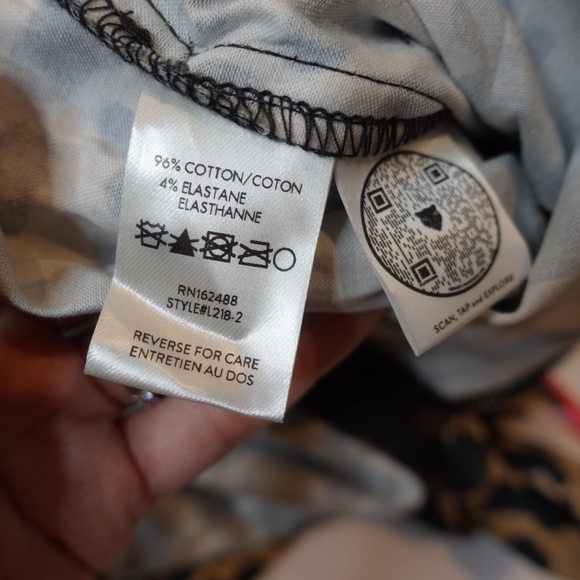 96% COTTON/COTON
4% ELASTANE
ELASTHANNE
RN162488
STYLE#L218-2
REVERSE FOR CARE
ENTRETIEN AU DOS
SCAN, TAP and EXPLORE